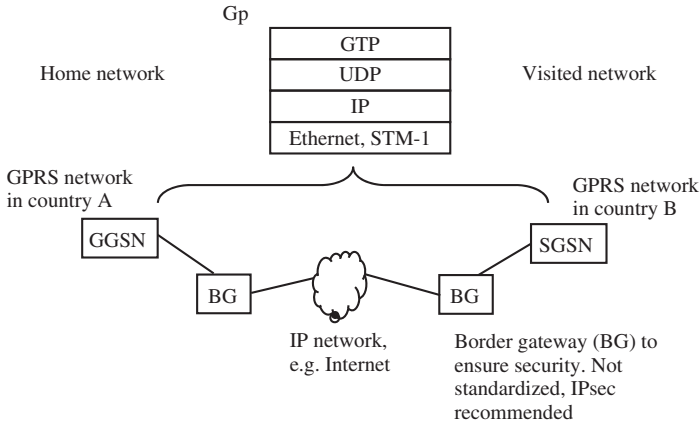 Gp
GTP
Home network
UDP
Visited network
IP
Ethernet, STM-1
GPRS network
in country A
GPRS network
in country B
GGSN
SGSN
BG
BG
IP network,
e.g. Internet
Border gateway (BG) to
ensure security. Not
standardized, IPsec
recommended